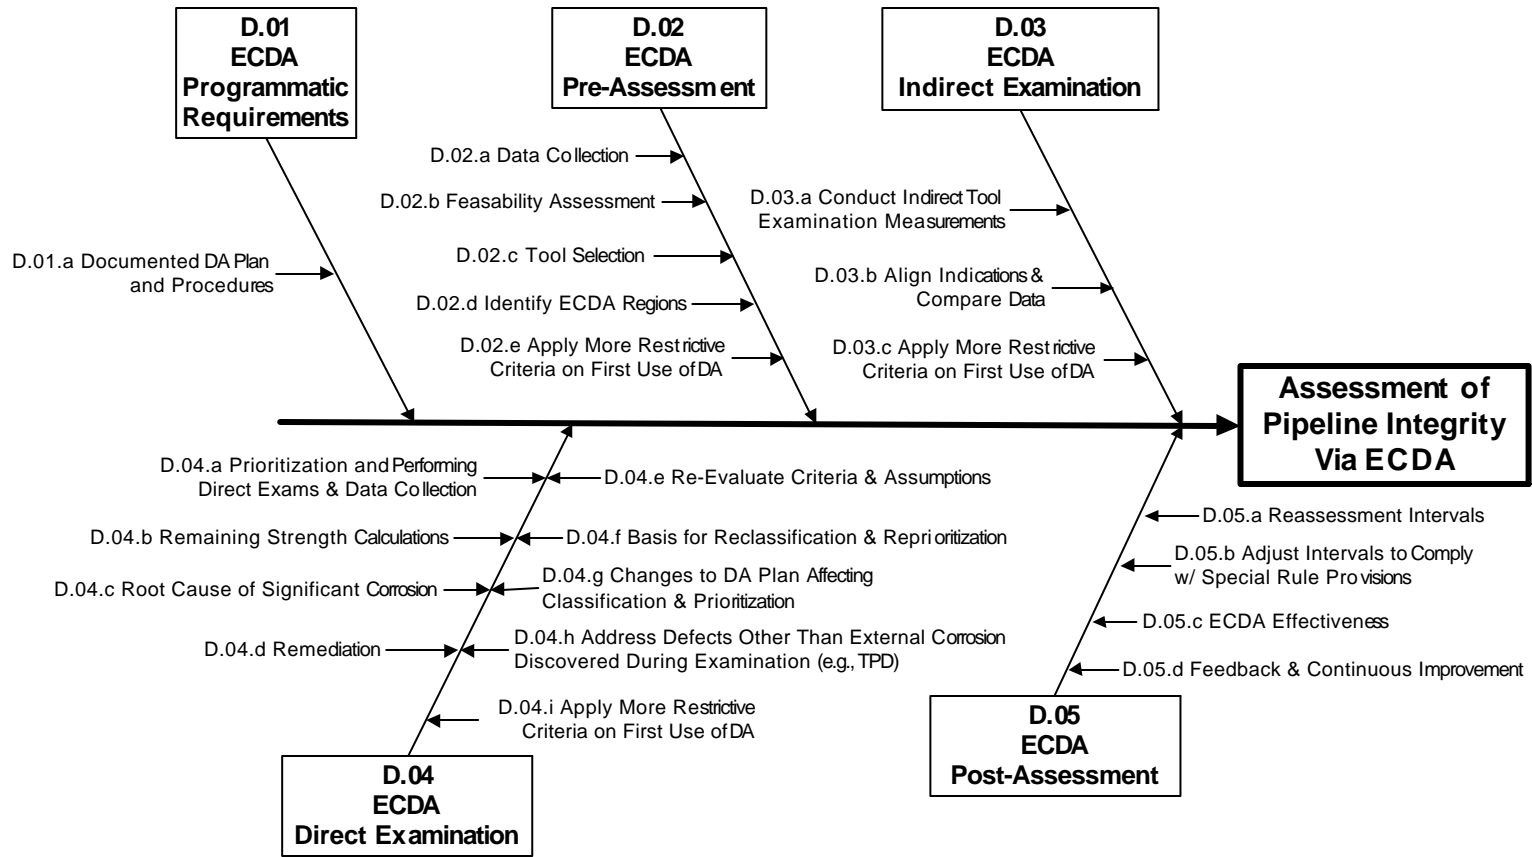 D.01
ECDA
Programmatic
Requirements
D.01.a Documented DA Plan
and Procedures
D.02
ECDA
Pre-Assessment
D.02.a Data Collection
D.02.b Feasability Assessment
D.02.c Tool Selection
D.02.d Identify ECDA Regions
D.02.e Apply More Restrictive
Criteria on First Use of DA
D.03
ECDA
Indirect Examination
D.03.a Conduct Indirect Tool
Examination Measurements
D.03.b Align Indications &
Compare Data
D.03.c Apply More Restrictive
Criteria on First Use of DA
Assessment of
Pipeline Integrity
Via ECDA
D.04.a Prioritization and Performing
Direct Exams & Data Collection
D.04.b Remaining Strength Calculations
D.04.c Root Cause of Significant Corrosion
D.04.d Remediation
D.04.e Re-Evaluate Criteria & Assumptions
D.04.f Basis for Reclassification & Reprioritization
D.04.g Changes to DA Plan Affecting
Classification & Prioritization
D.04.h Address Defects Other Than External Corrosion
Discovered During Examination (e.g., TPD)
D.04.i Apply More Restrictive
Criteria on First Use of DA
D.04
ECDA
Direct Examination
D.05.a Reassessment Intervals
D.05.b Adjust Intervals to Comply
w/ Special Rule Provisions
D.05.c ECDA Effectiveness
D.05.d Feedback & Continuous Improvement
D.05
ECDA
Post-Assessment